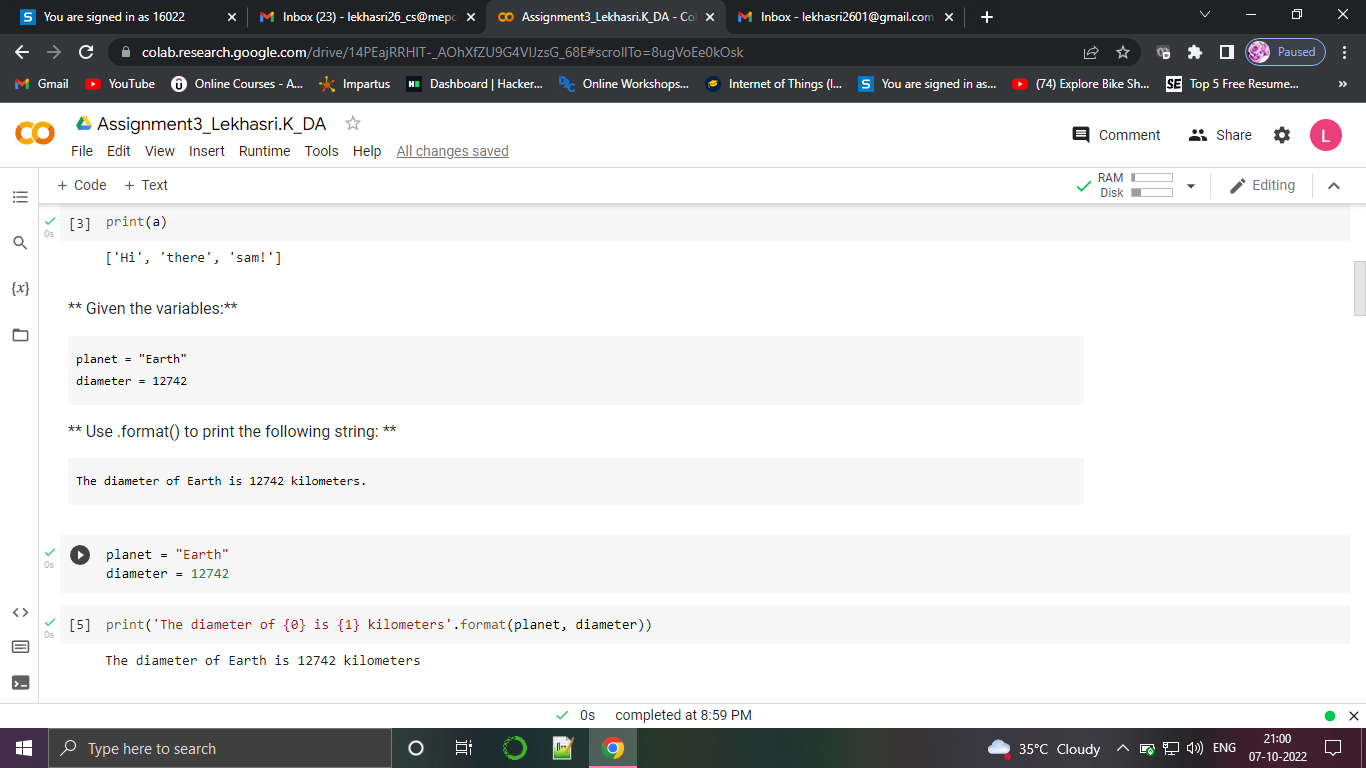 You are signed in as 16022
Inbox (23) - lekhasri26_cs@mepc
Assignment3_Lekhasri.K_DA - Col
Inbox - lekhasri2601@gmail.com
colab.research.google.com/drive/14PEajRRHIT-_AOhXfZU9G4VIJzsG_68E#scrollTo=8ugVoEe0kOsk
Paused
Gmail
YouTube
Online Courses - A...
Impartus
Dashboard | Hacker...
Online Workshops...
Internet of Things (I...
You are signed in as...
(74) Explore Bike Sh...
SE Top 5 Free Resume...
»
Assignment3_Lekhasri.K_DA
File Edit View Insert Runtime Tools Help All changes saved
Comment
Share
L
+ Code + Text
RAM
Disk
Editing
[3] print(a)
0s
['Hi', 'there', 'sam!']
{x}
** Given the variables:**
planet = "Earth"
diameter = 12742
** Use .format() to print the following string: **
The diameter of Earth is 12742 kilometers.
planet = "Earth"
0s
diameter = 12742
[5] print('The diameter of {0} is {1} kilometers'.format(planet, diameter))
0s
The diameter of Earth is 12742 kilometers
0s completed at 8:59 PM
Type here to search
35°C Cloudy
ENG
21:00
07-10-2022